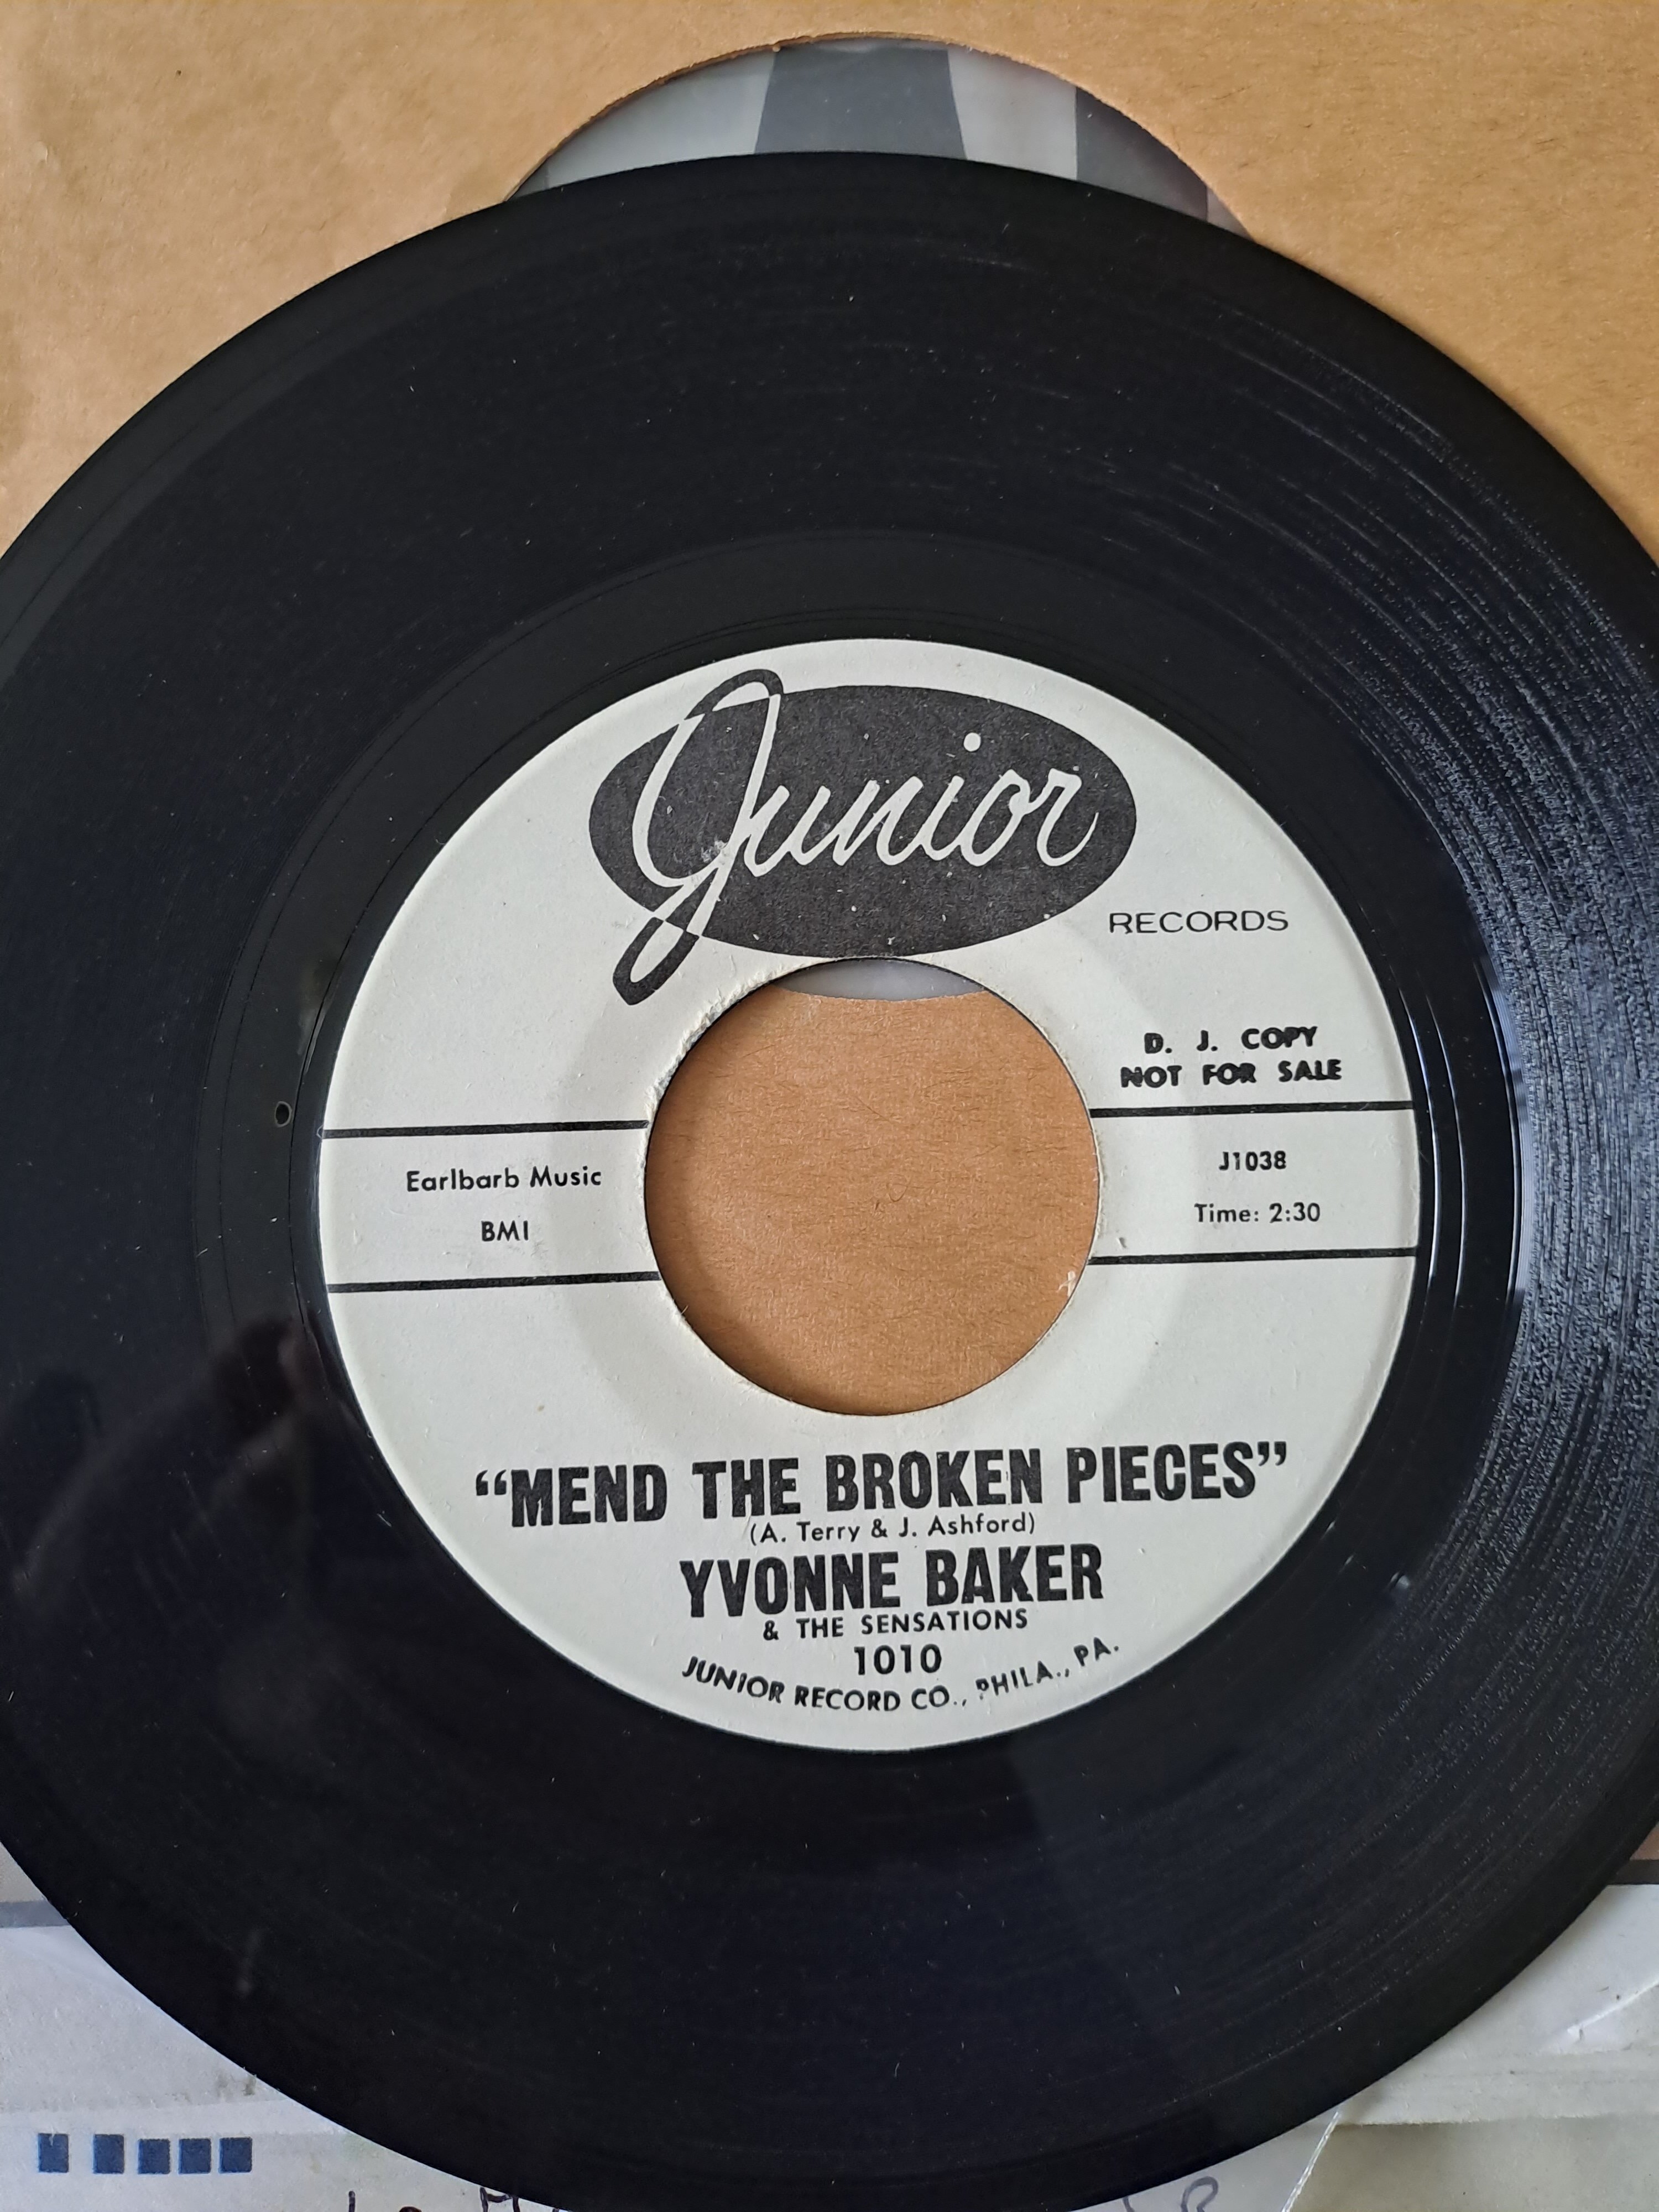 Junior
RECORDS
D. J. COPY
NOT FOR SALE
Earlbarb Music
BMI
J1038
Time: 2:30
“MEND THE BROKEN PIECES”
(A. Terry & J. Ashford)
YVONNE BAKER
& THE SENSATIONS
1010
JUNIOR RECORD CO., PHILA., PA.